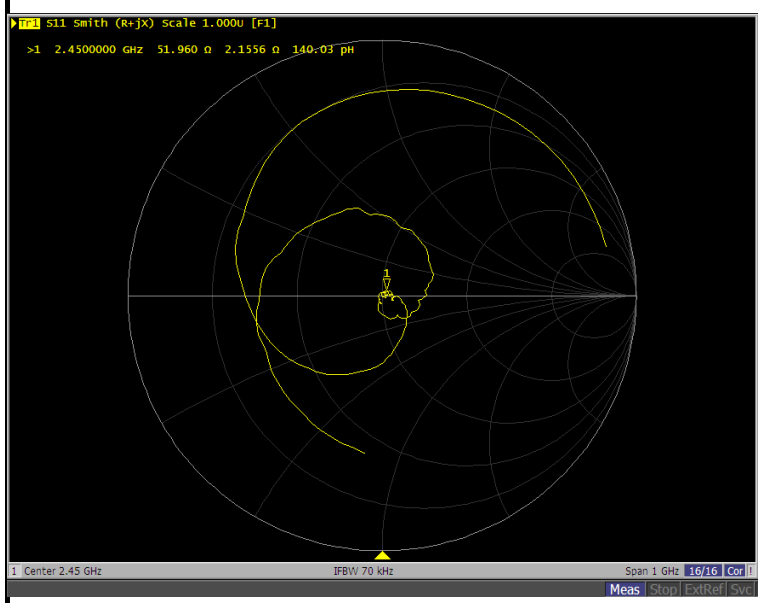 Tr1 S11 Smith (R+jX) Scale 1.000U [F1]
>1 2.4500000 GHz 51.960 Ω 2.1556 Ω 140.03 pH
1
1 Center 2.45 GHz IFBW 70 kHz Span 1 GHz 16/16 Cor !
Meas Stop ExtRef Svc